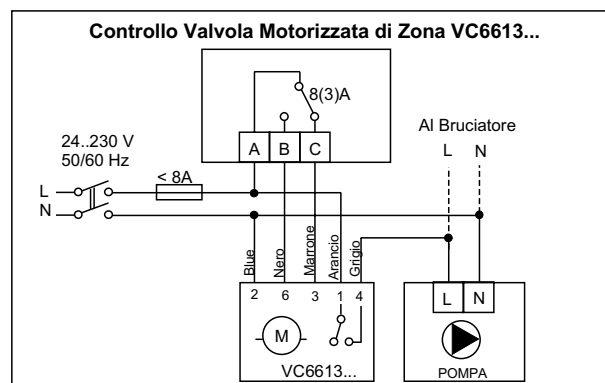 Controllo Valvola Motorizzata di Zona VC6613...
8(3)A
A B C
24..230 V
50/60 Hz
Al Bruciatore
L N
< 8A
L
N
Blue Nero Marrone Arancio Grigio
2 6 3 1 4
L N
M
VC6613...
POMPA